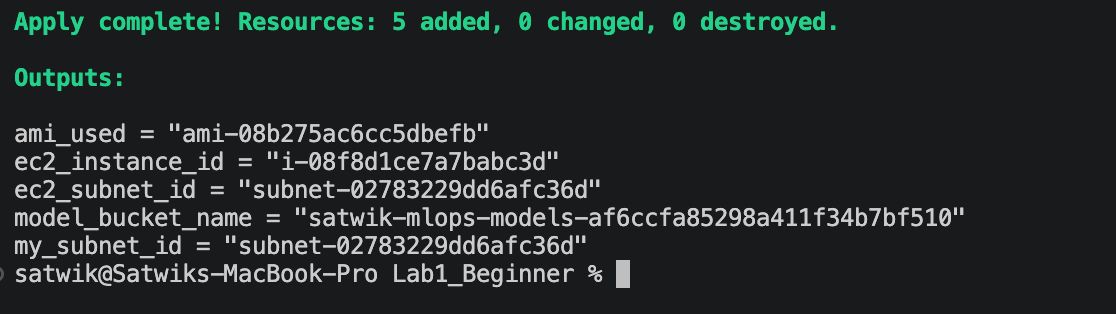 Apply complete! Resources: 5 added, 0 changed, 0 destroyed.
Outputs:
ami_used = "ami-08b275ac6cc5dbefb"
ec2_instance_id = "i-08f8d1ce7a7babc3d"
ec2_subnet_id = "subnet-02783229dd6afc36d"
model_bucket_name = "satwik-mlops-models-af6ccfa85298a411f34b7bf510"
my_subnet_id = "subnet-02783229dd6afc36d"
satwik@Satwiks-MacBook-Pro Lab1_Beginner %